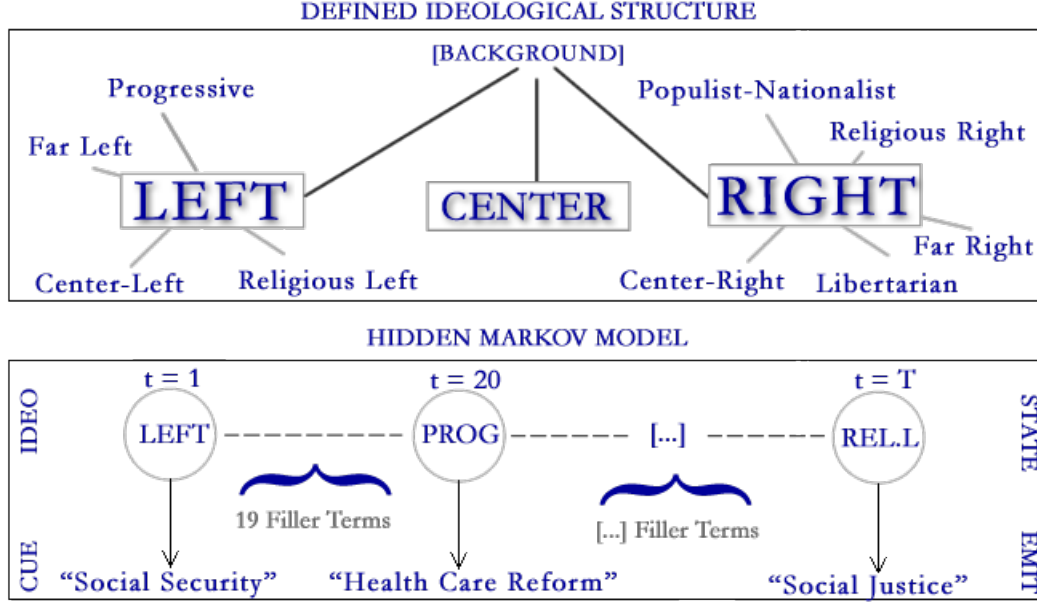 DEFINED IDEOLOGICAL STRUCTURE
[BACKGROUND]
Progressive
Populist-Nationalist
Far Left
Religious Right
LEFT
CENTER
RIGHT
Far Right
Center-Left
Religious Left
Center-Right
Libertarian
HIDDEN MARKOV MODEL
t = 1
t = 20
t = T
IDEO
LEFT
PROG
[...]
REL.L
STATE
19 Filler Terms
[...] Filler Terms
CUE
“Social Security”
“Health Care Reform”
“Social Justice”
EMIT